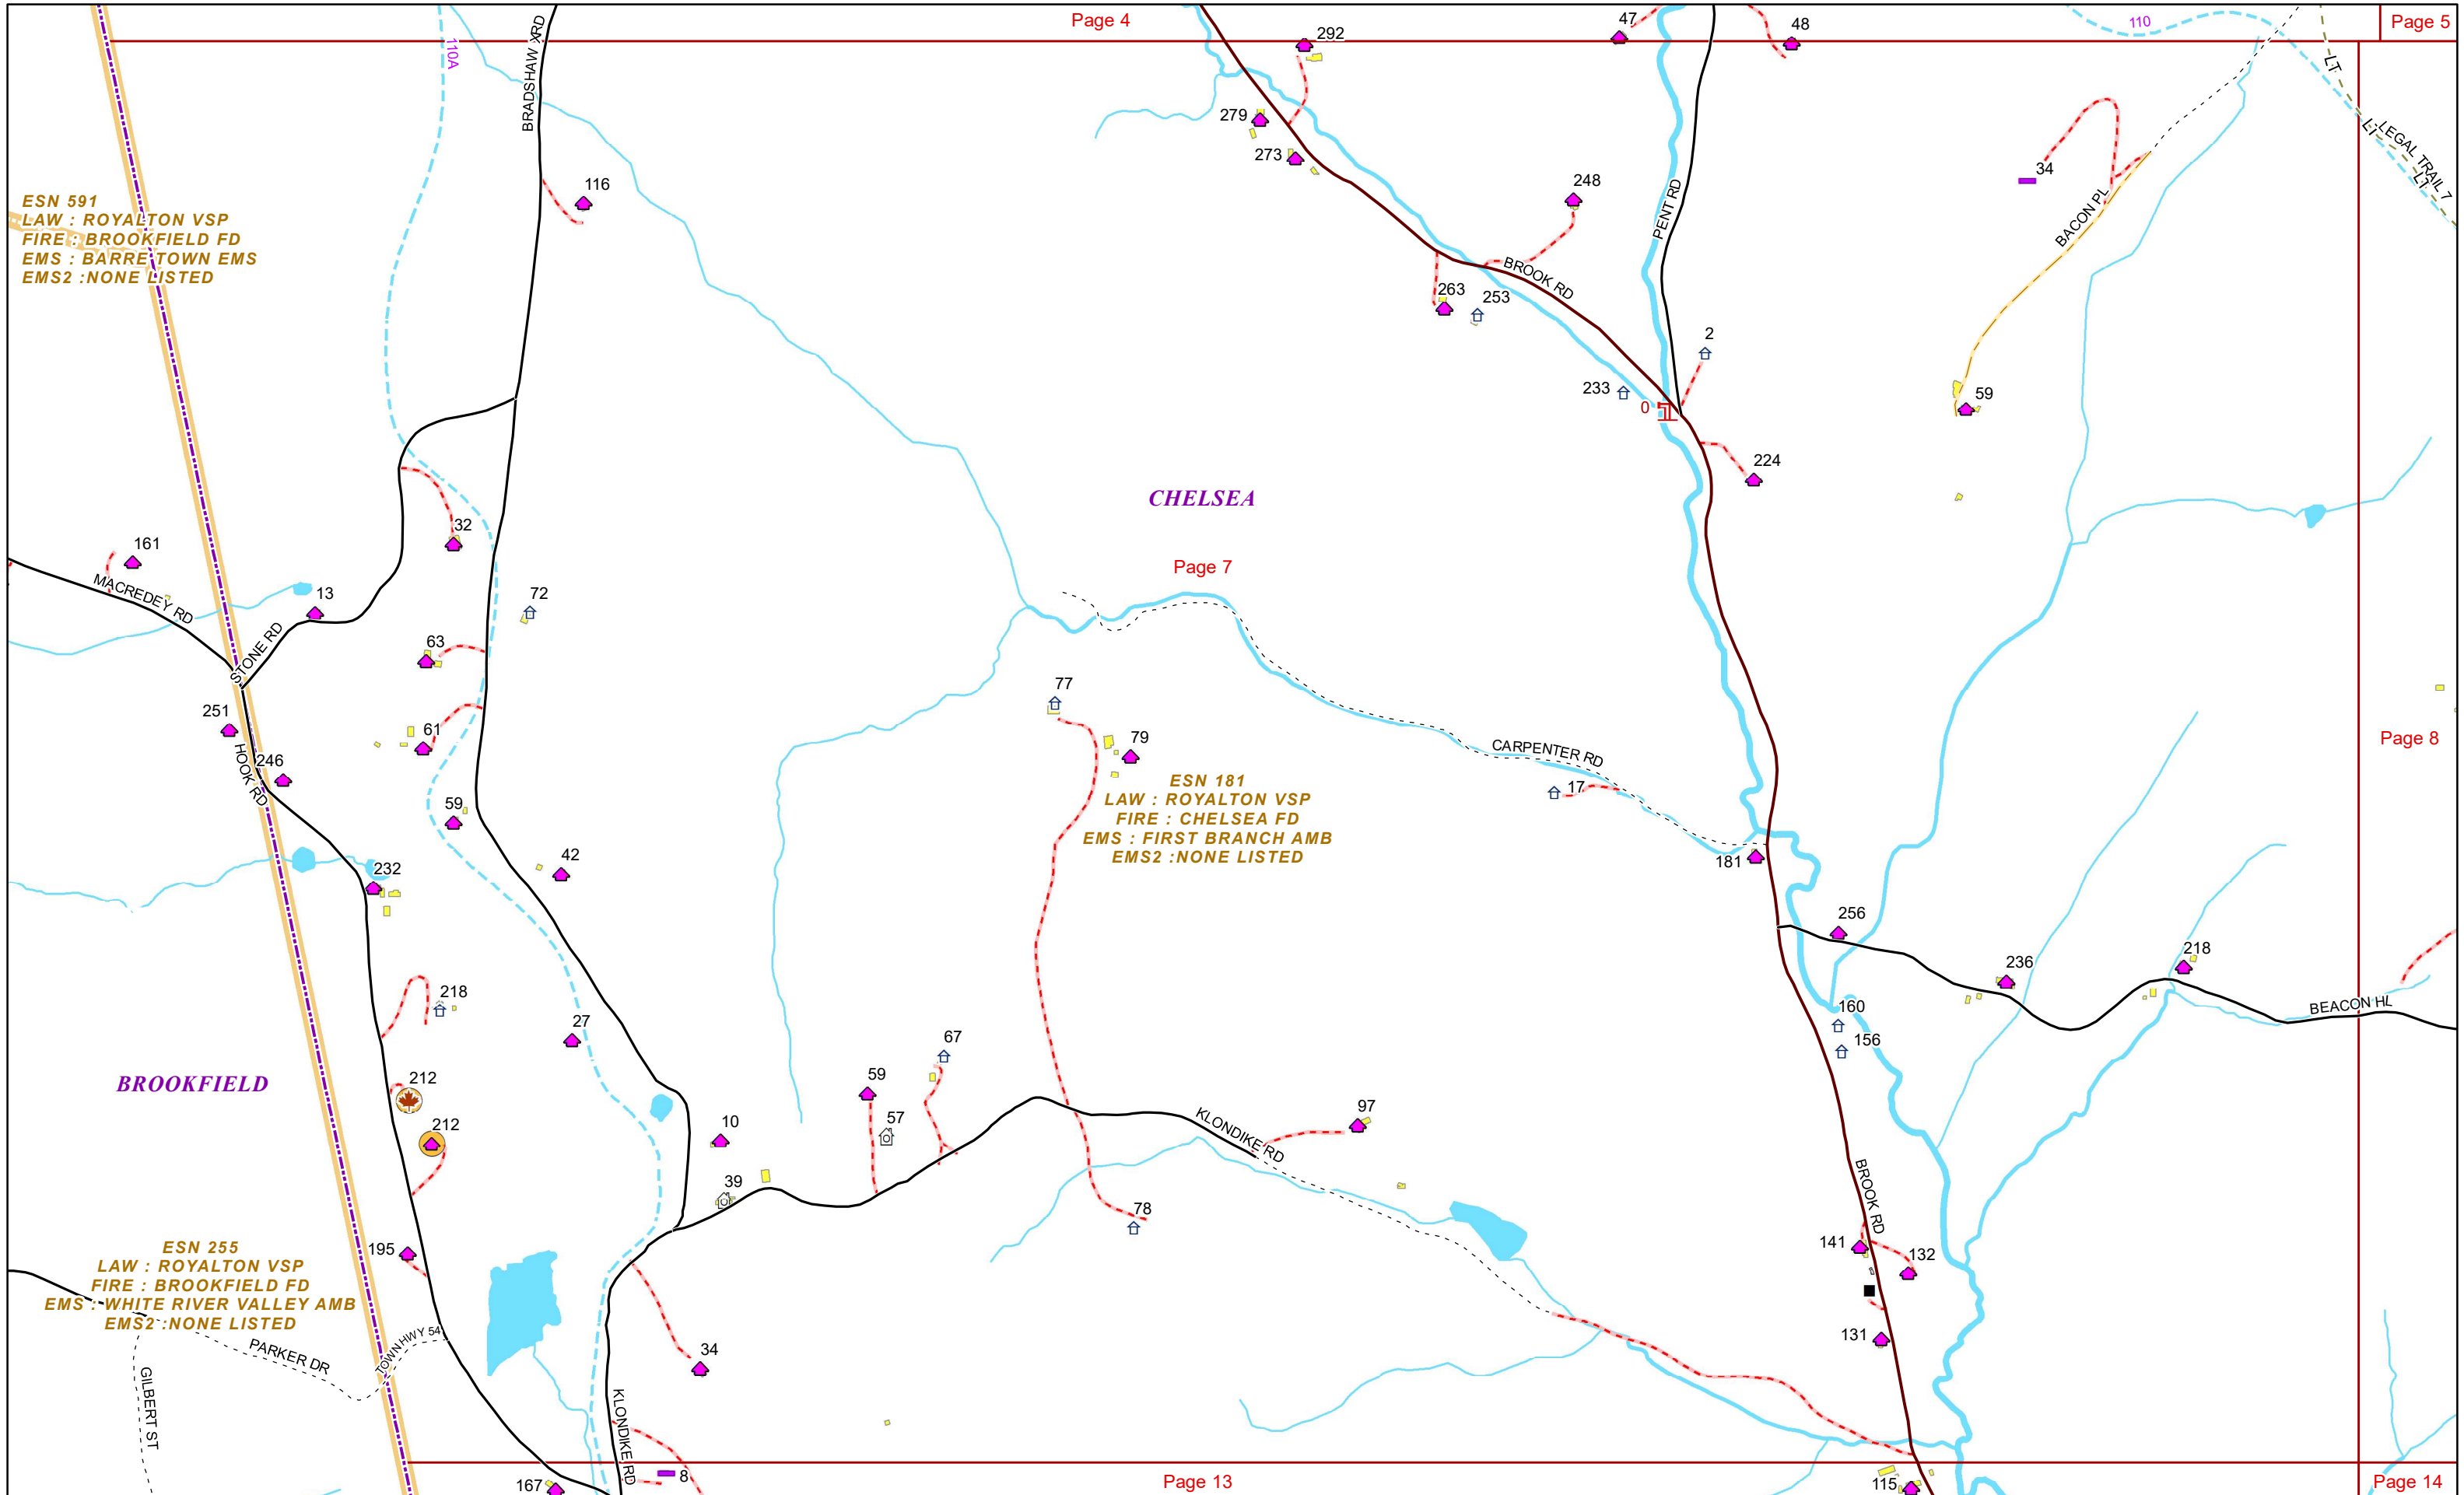 Page 4
Page 5
47
48
292
110
110A
BRADSHAW XRD
LT
LT
LT
LEGAL TRAIL 7
279
273
34
116
248
PENT RD
BACON PL
ESN 591
LAW : ROYALTON VSP
FIRE : BROOKFIELD FD
EMS : BARRE TOWN EMS
EMS2 :NONE LISTED
BROOK RD
263
253
2
233
0
59
224
CHELSEA
32
161
Page 7
MACREDEY RD
13
72
STONE RD
63
77
251
61
HOOK RD
246
79
CARPENTER RD
Page 8
17
ESN 181
LAW : ROYALTON VSP
FIRE : CHELSEA FD
EMS : FIRST BRANCH AMB
EMS2 :NONE LISTED
59
42
181
232
256
236
218
218
BEACON HL
160
156
27
67
BROOKFIELD
212
59
57
97
212
10
KLONDIKE RD
39
78
BROOK RD
195
141
132
ESN 255
LAW : ROYALTON VSP
FIRE : BROOKFIELD FD
EMS : WHITE RIVER VALLEY AMB
EMS2 :NONE LISTED
131
TOWN HWY 54
PARKER DR
34
GILBERT ST
KLONDIKE RD
8
167
Page 13
115
Page 14